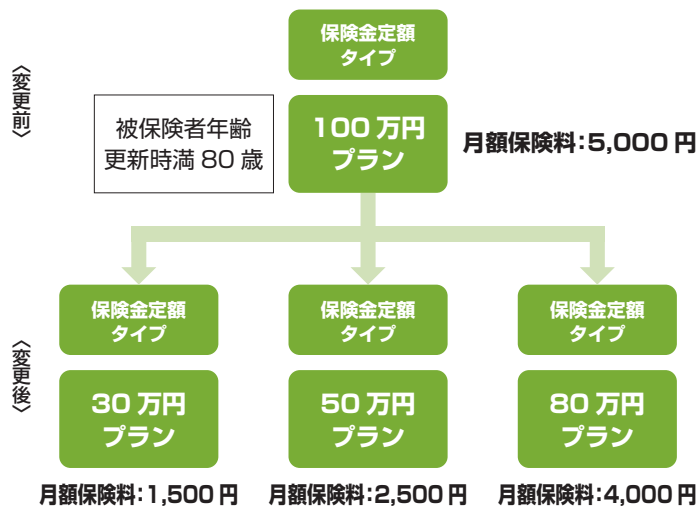 保険金定額
タイプ
〈変更前〉
被保険者年齢
更新時満 80 歳
100 万円
プラン
月額保険料:5,000 円
〈変更後〉
保険金定額
タイプ
保険金定額
タイプ
保険金定額
タイプ
30 万円
プラン
50 万円
プラン
80 万円
プラン
月額保険料:1,500 円
月額保険料:2,500 円
月額保険料:4,000 円